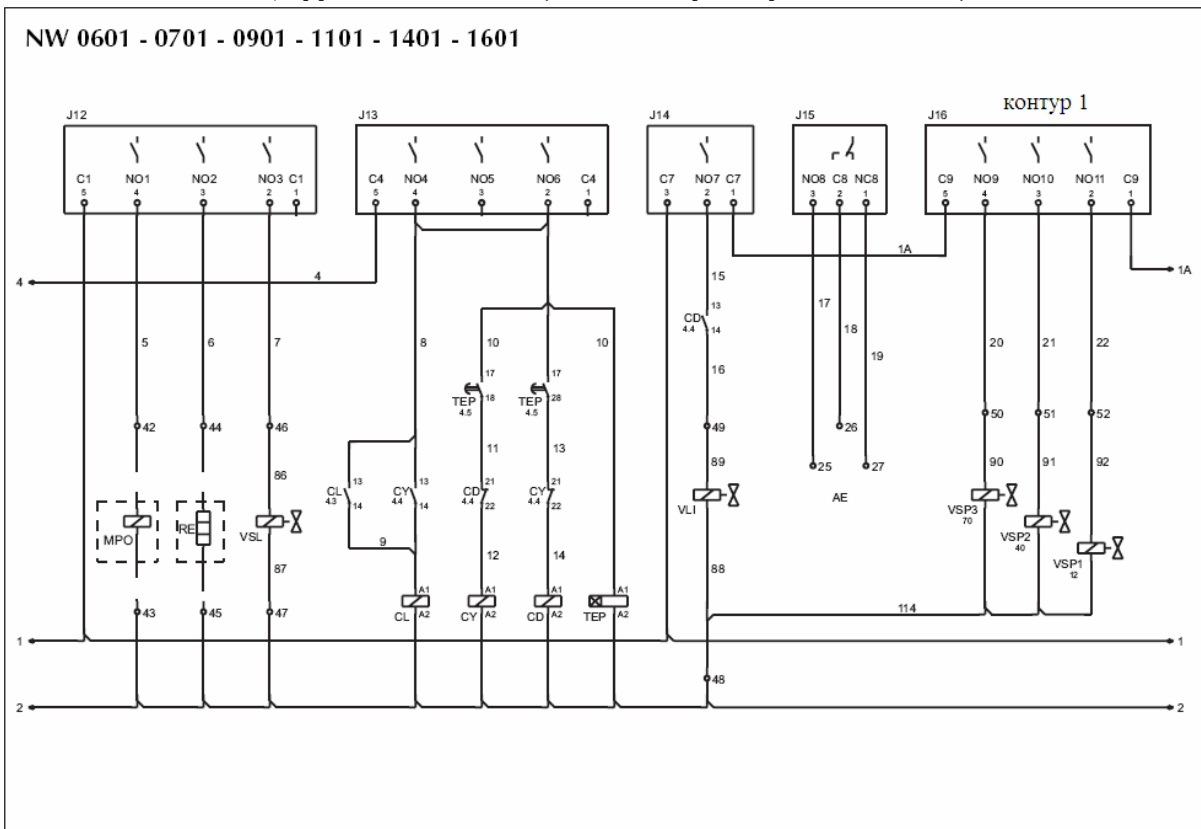 NW 0601 - 0701 - 0901 - 1101 - 1401 - 1601
контур 1
J12 J13 J14 J15 J16
C1 NO1 NO2 NO3 C1 C4 NO4 NO5 NO6 C4 C7 NO7 C7 NO8 C8 NC8 C9 NO9 NO10 NO11 C9
5 4 3 2 1 5 4 3 2 1 3 2 1 3 2 1 5 4 3 2 1
1A
4 4 15 1A
13
17
CD
4.4 14
18
5 6 7 8 10 10 19 20 21 22
16
17 17
TEP 18 TEP 28
4.5 4.5
50 51 52
42 44 46 49 26
86 11 13 89 25 27 90 91 92
13 13 21 21
CL CY CD CY
4.3 14 4.4 14 4.4 22 4.4 22
AE
VLI VSP3
70
MPO RE VSL VSP2
40
9 12 14 VSP1
12
87 88
A1 A1 A1 A1
CL A2 CY A2 CD A2 TEP A2
43 45 47 114
1 1
48
2 2